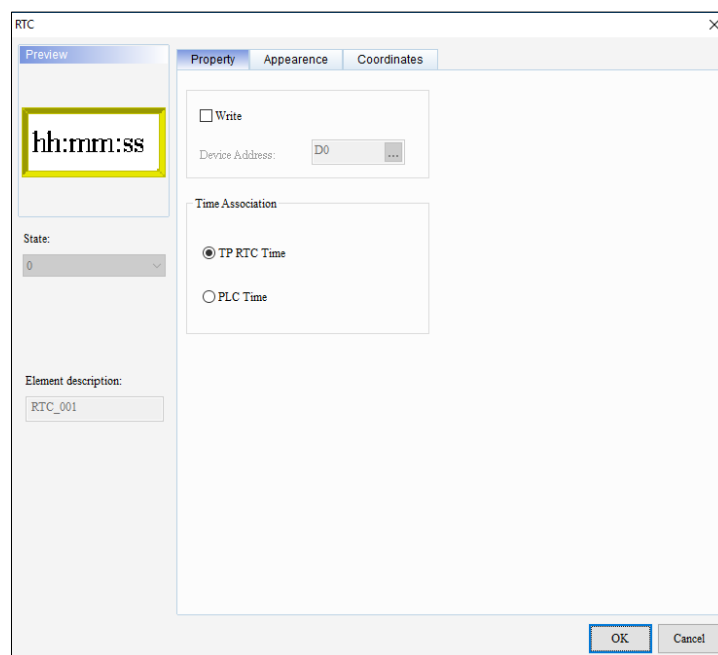 RTC
Preview
hh:mm:ss
State:
0
Element description:
RTC_001
Property Appearence Coordinates
Write
Device Address: D0 ...
Time Association
TP RTC Time
PLC Time
OK Cancel